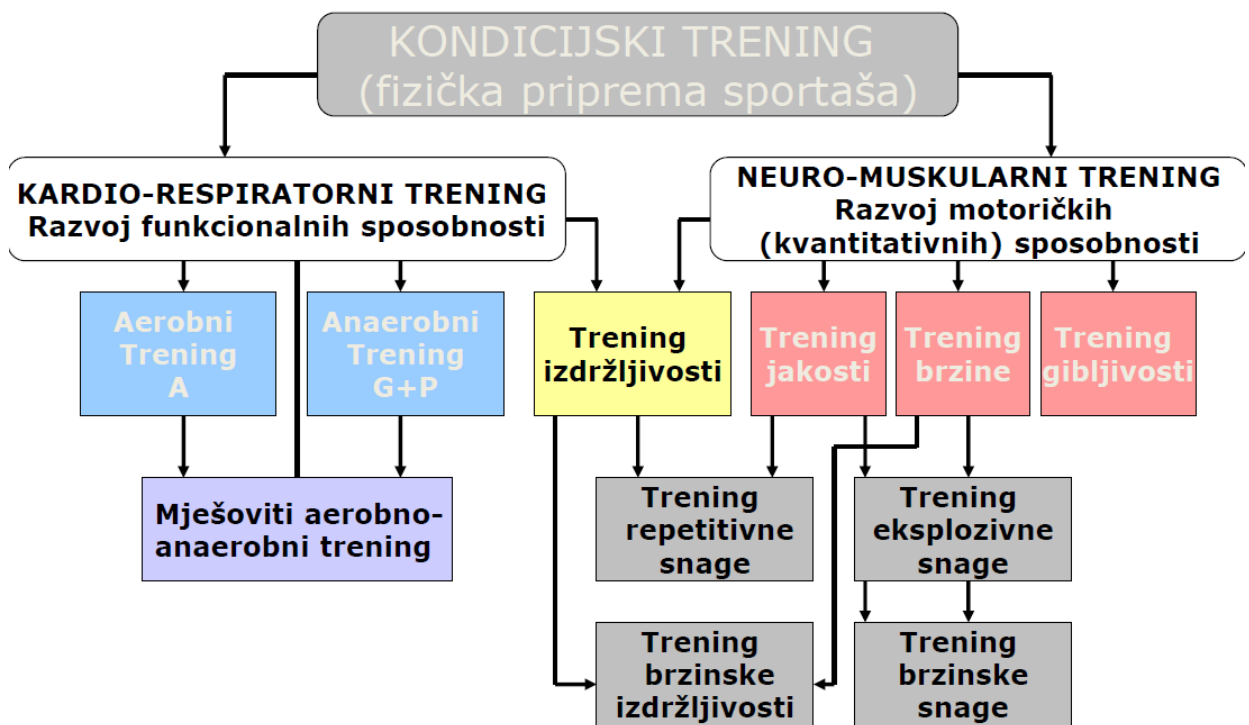 KONDICIJSKI TRENING
(fizička priprema sportaša)
KARDIO-RESPIRATORNI TRENING
Razvoj funkcionalnih sposobnosti
NEURO-MUSKULARNI TRENING
Razvoj motoričkih
(kvantitativnih) sposobnosti
Aerobni
Trening
A
Anaerobni
Trening
G+P
Trening
izdržljivosti
Trening
jakosti
Trening
brzine
Trening
gibljivosti
Mješoviti aerobno-
anaerobni trening
Trening
repetitivne
snage
Trening
eksplozivne
snage
Trening
brzinske
izdržljivosti
Trening
brzinske
snage